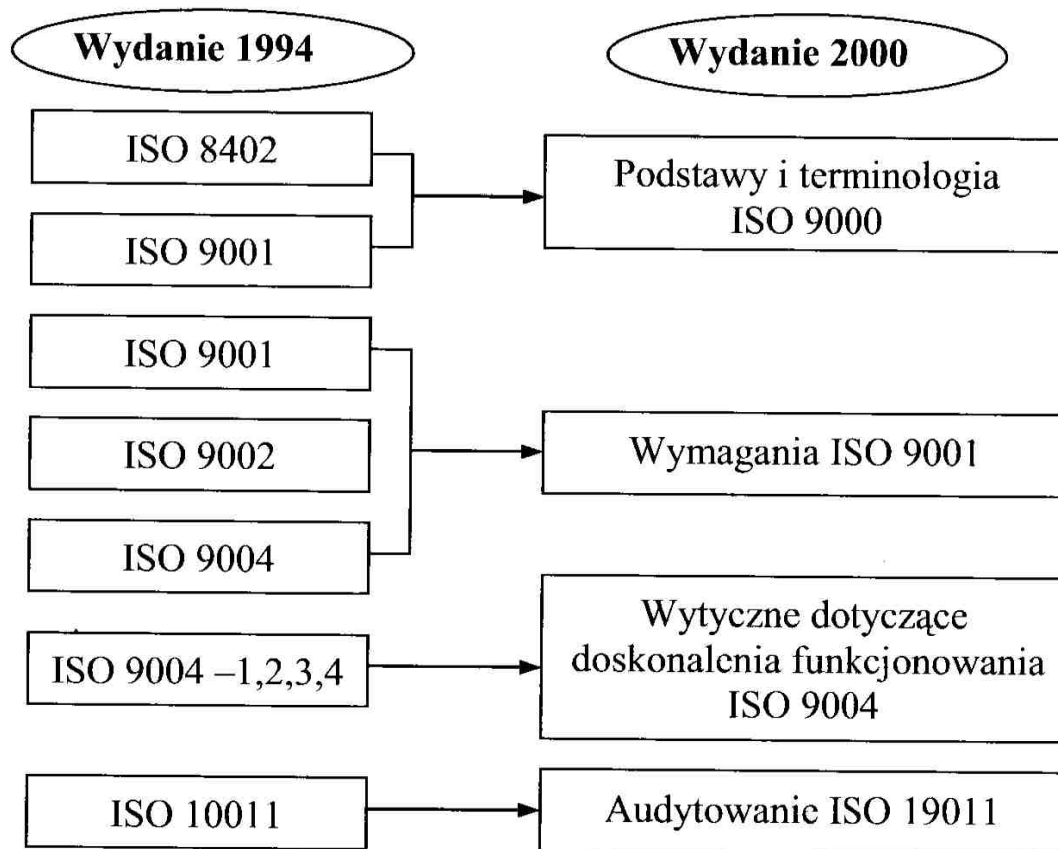 Wydanie 1994
Wydanie 2000
ISO 8402
ISO 9001
Podstawy i terminologia
ISO 9000
ISO 9001
ISO 9002
ISO 9004
Wymagania ISO 9001
ISO 9004 –1,2,3,4
Wytyczne dotyczące
doskonalenia funkcjonowania
ISO 9004
ISO 10011
Audytowanie ISO 19011